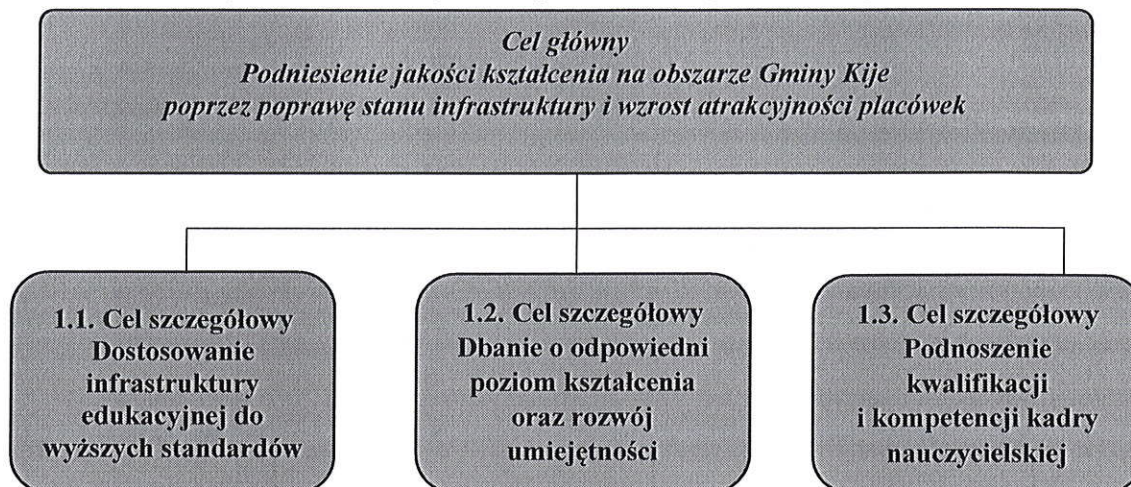 Cel główny
Podniesienie jakości kształcenia na obszarze Gminy Kije
poprzez poprawę stanu infrastruktury i wzrost atrakcyjności placówek
1.1. Cel szczegółowy
Dostosowanie
infrastruktury
edukacyjnej do
wyższych standardów
1.2. Cel szczegółowy
Dbanie o odpowiedni
poziom kształcenia
oraz rozwój
umiejętności
1.3. Cel szczegółowy
Podnoszenie
kwalifikacji
i kompetencji kadry
nauczycielskiej